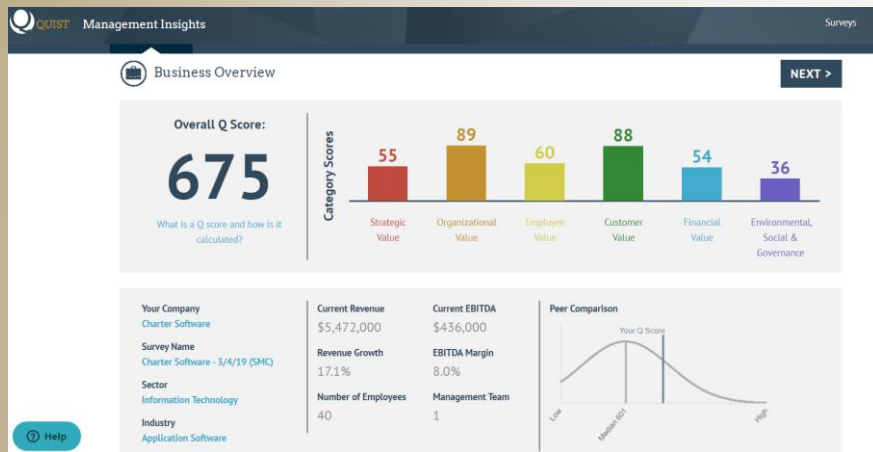 QUIST Management Insights
Surveys
Business Overview
NEXT >
Overall Q Score:
675
What is a Q score and how is it
calculated?
Category Scores
55
89
60
88
54
36
Strategic
Value
Organizational
Value
Employee
Value
Customer
Value
Financial
Value
Environmental,
Social &
Governance
Your Company
Charter Software
Survey Name
Charter Software - 3/4/19 (SMC)
Sector
Information Technology
Industry
Application Software
Current Revenue
$5,472,000
Revenue Growth
17.1%
Number of Employees
40
Current EBITDA
$436,000
EBITDA Margin
8.0%
Management Team
1
Peer Comparison
Your Q Score
Low
Median 601
High
? Help